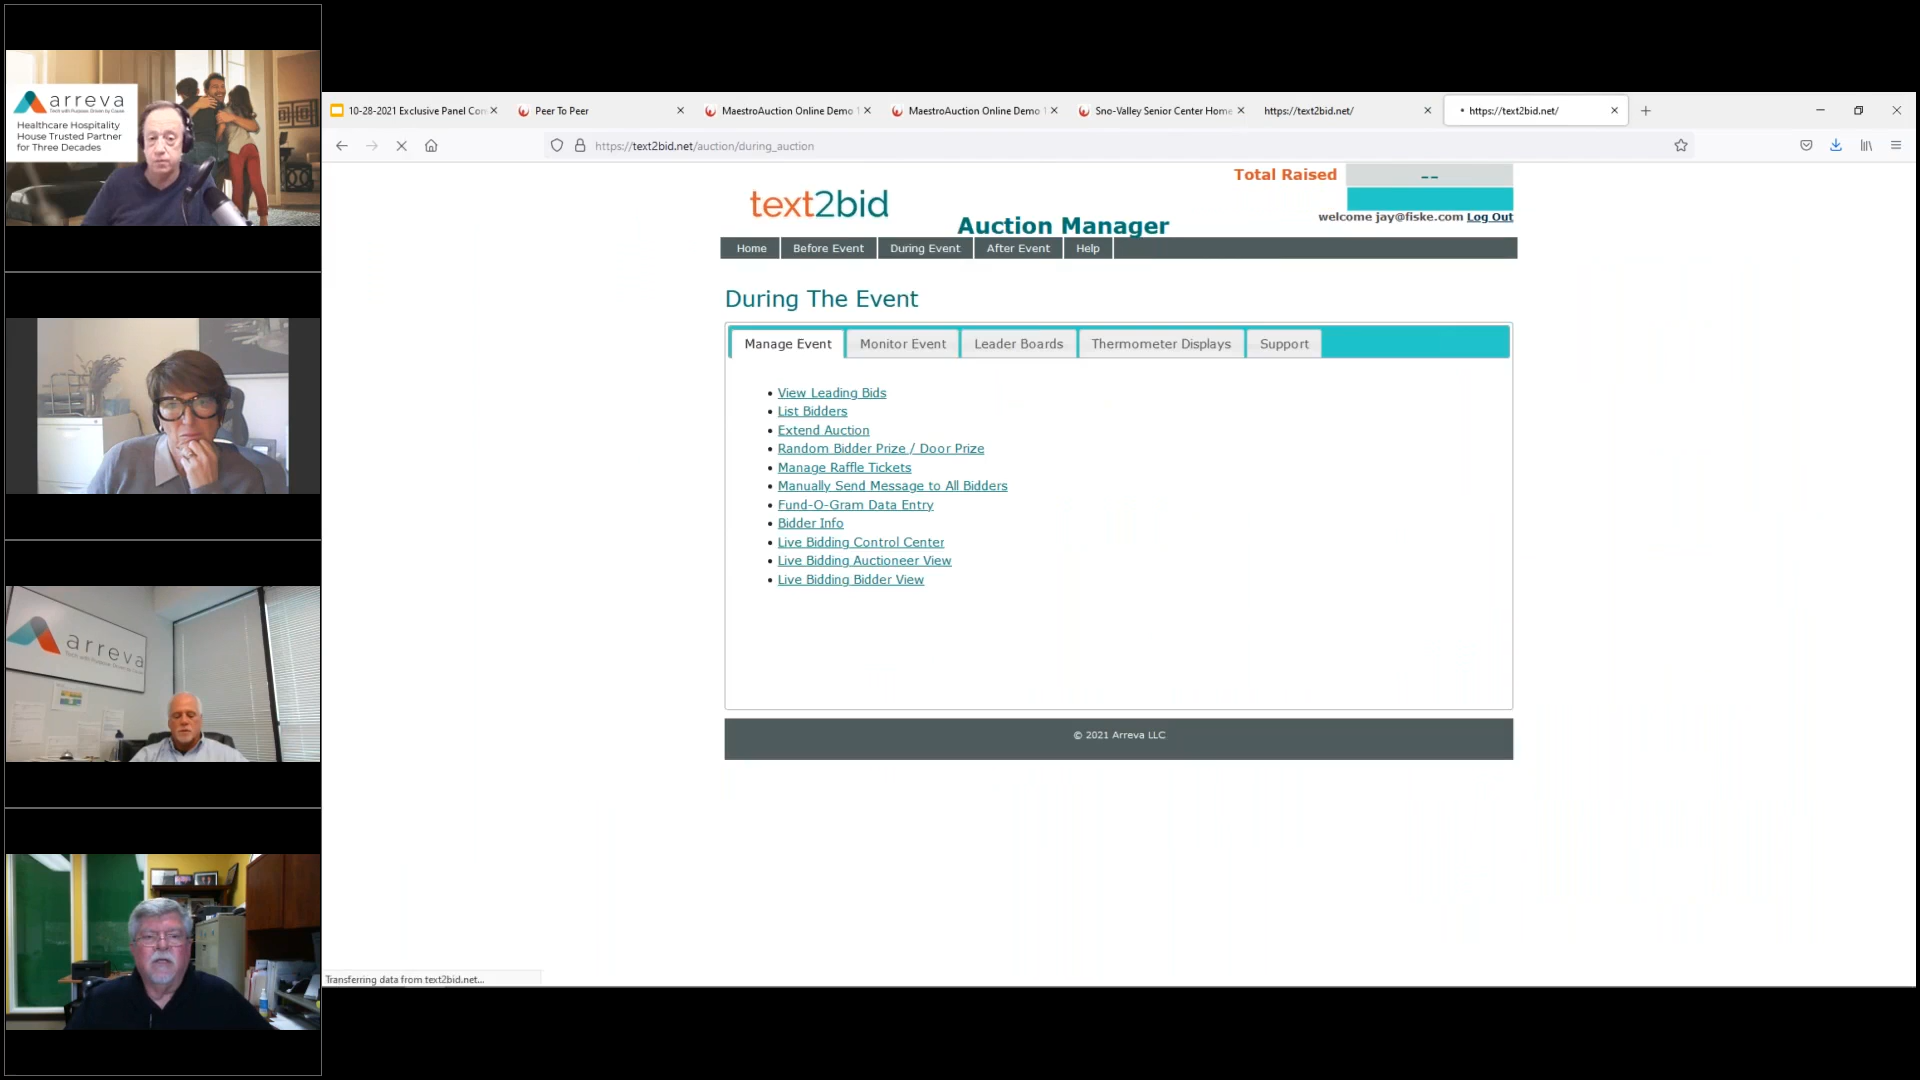 arreva
Tech with Purpose. Driven by Cause.
Healthcare Hospitality
House Trusted Partner
for Three Decades
arreva
10-28-2021 Exclusive Panel Con
Peer To Peer
MaestroAuction Online Demo
MaestroAuction Online Demo
Sno-Valley Senior Center Home
https://text2bid.net/
https://text2bid.net/
https://text2bid.net/auction/during_auction
text2bid
Auction Manager
Total Raised
--
welcome jay@fiske.com Log Out
Home
Before Event
During Event
After Event
Help
During The Event
Manage Event
Monitor Event
Leader Boards
Thermometer Displays
Support
• View Leading Bids
• List Bidders
• Extend Auction
• Random Bidder Prize / Door Prize
• Manage Raffle Tickets
• Manually Send Message to All Bidders
• Fund-O-Gram Data Entry
• Bidder Info
• Live Bidding Control Center
• Live Bidding Auctioneer View
• Live Bidding Bidder View
© 2021 Arreva LLC
Transferring data from text2bid.net...